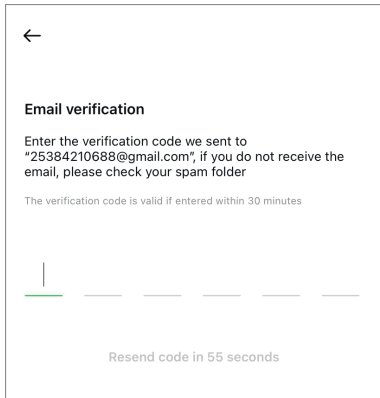 Email verification
Enter the verification code we sent to
“25384210688@gmail.com”, if you do not receive the
email, please check your spam folder
The verification code is valid if entered within 30 minutes
Resend code in 55 seconds